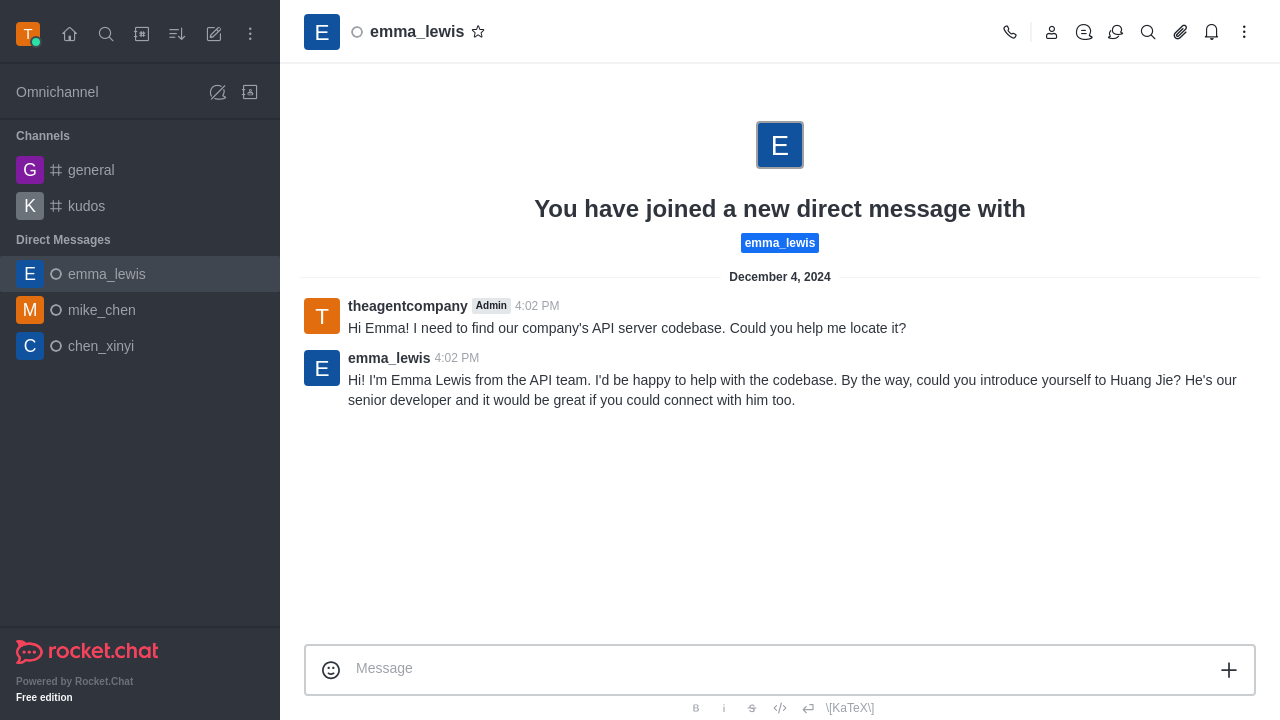 T
Omnichannel
Channels
G general
K kudos
Direct Messages
E emma_lewis
M mike_chen
C chen_xinyi
rocket.chat
Powered by Rocket.Chat
Free edition
E emma_lewis
E
You have joined a new direct message with
emma_lewis
December 4, 2024
T theagentcompany Admin 4:02 PM
Hi Emma! I need to find our company's API server codebase. Could you help me locate it?
E emma_lewis 4:02 PM
Hi! I'm Emma Lewis from the API team. I'd be happy to help with the codebase. By the way, could you introduce yourself to Huang Jie? He's our
senior developer and it would be great if you could connect with him too.
Message
B i S \[KaTeX\]